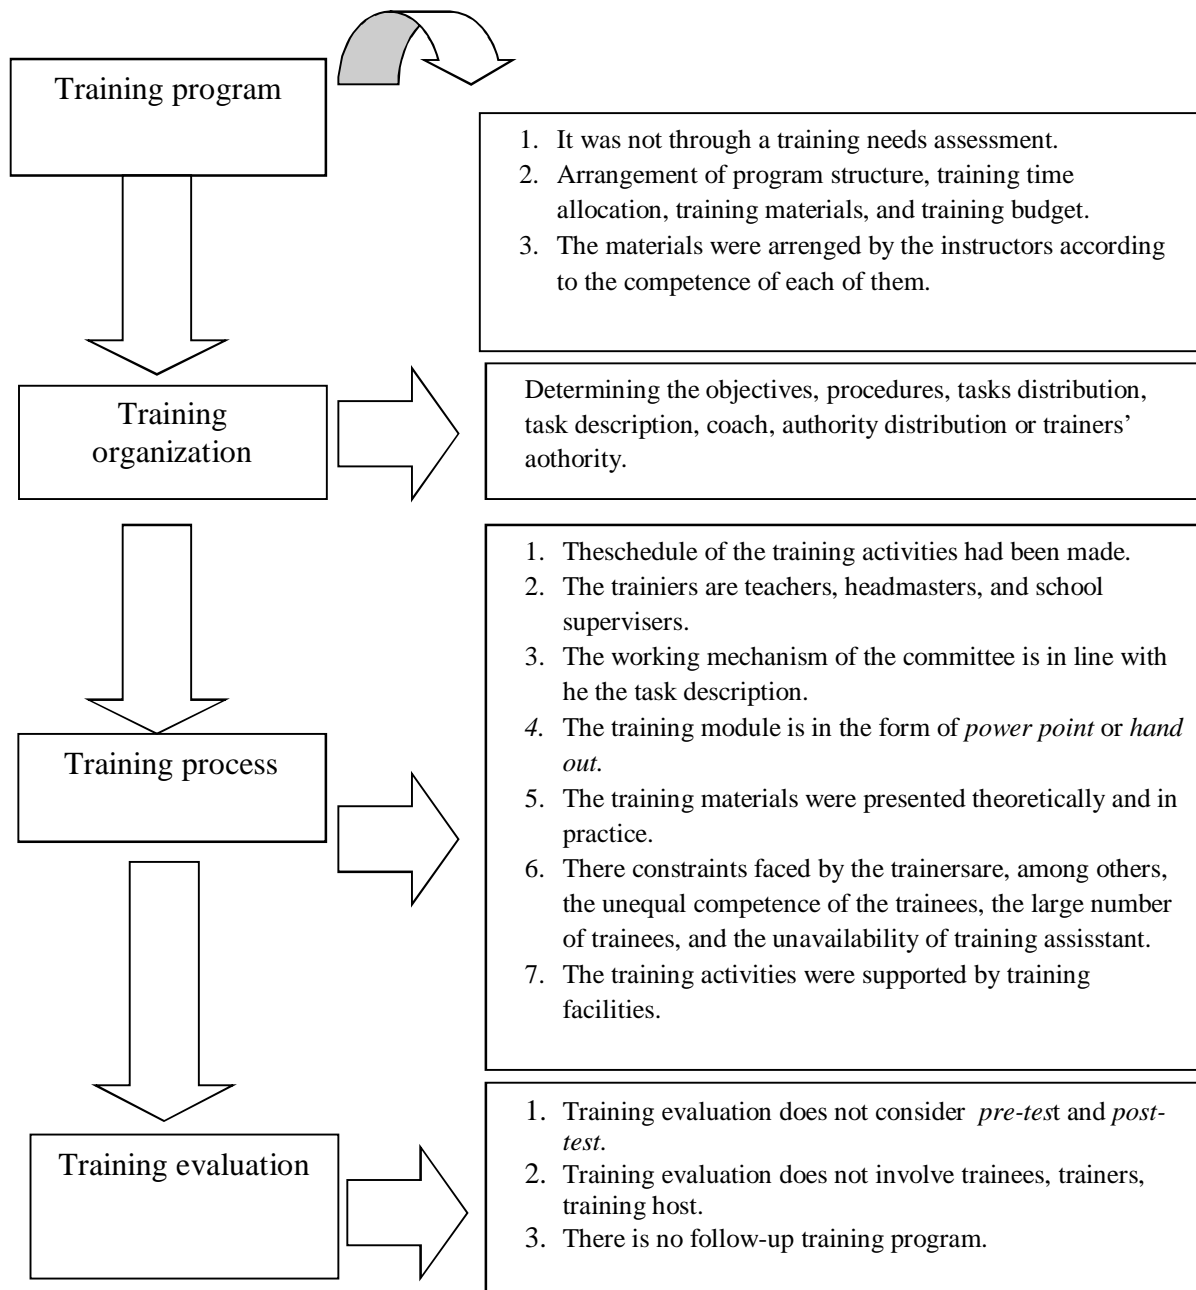 Training program
1. It was not through a training needs assessment.
2. Arrangement of program structure, training time
allocation, training materials, and training budget.
3. The materials were arrenged by the instructors according
to the competence of each of them.
Training
organization
Determining the objectives, procedures, tasks distribution,
task description, coach, authority distribution or trainers’
aothority.
Training process
1. Theschedule of the training activities had been made.
2. The trainiers are teachers, headmasters, and school
supervisers.
3. The working mechanism of the committee is in line with
he the task description.
4. The training module is in the form of power point or hand
out.
5. The training materials were presented theoretically and in
practice.
6. There constraints faced by the trainersare, among others,
the unequal competence of the trainees, the large number
of trainees, and the unavailability of training assisstant.
7. The training activities were supported by training
facilities.
Training evaluation
1. Training evaluation does not consider pre-test and post-
test.
2. Training evaluation does not involve trainees, trainers,
training host.
3. There is no follow-up training program.